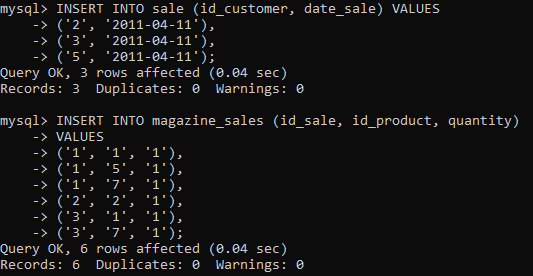 mysql> INSERT INTO sale (id_customer, date_sale) VALUES
    -> ('2', '2011-04-11'),
    -> ('3', '2011-04-11'),
    -> ('5', '2011-04-11');
Query OK, 3 rows affected (0.04 sec)
Records: 3  Duplicates: 0  Warnings: 0

mysql> INSERT INTO magazine_sales (id_sale, id_product, quantity)
    -> VALUES
    -> ('1', '1', '1'),
    -> ('1', '5', '1'),
    -> ('1', '7', '1'),
    -> ('2', '2', '1'),
    -> ('3', '1', '1'),
    -> ('3', '7', '1');
Query OK, 6 rows affected (0.04 sec)
Records: 6  Duplicates: 0  Warnings: 0